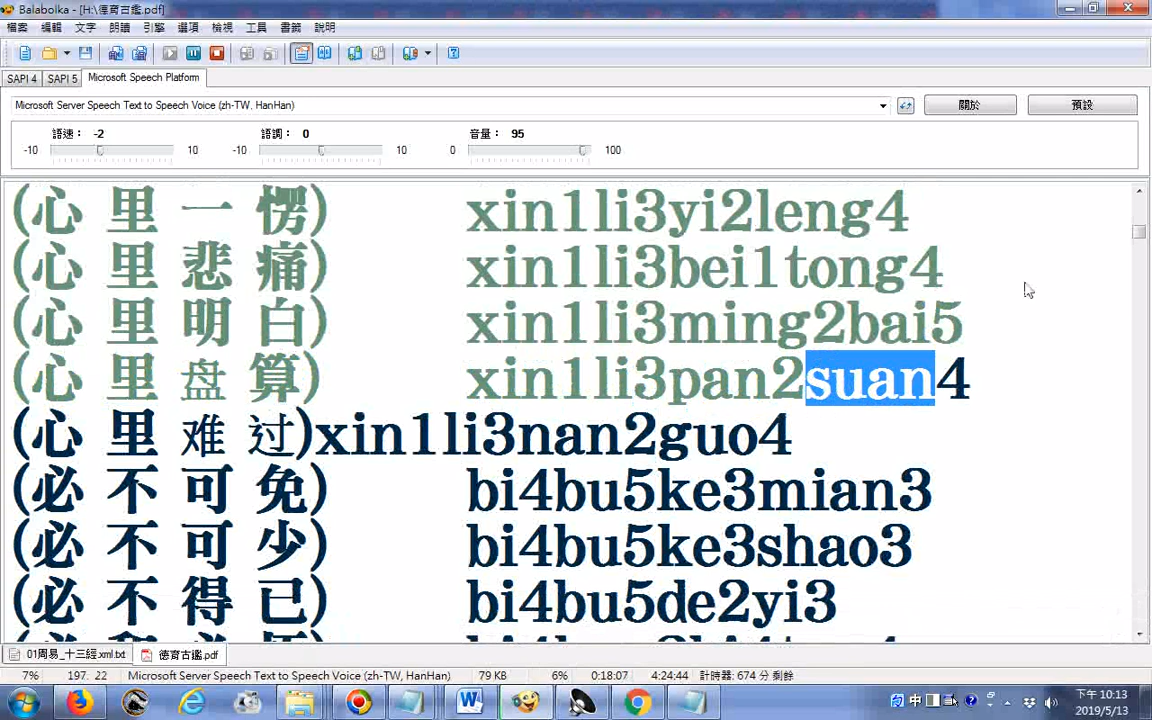 Balabolka - [H:\德育古鑑.pdf]
檔案 編輯 文字 朗讀 引擎 選項 檢視 工具 書籤 說明
SAPI 4 SAPI 5 Microsoft Speech Platform
Microsoft Server Speech Text to Speech Voice (zh-TW, HanHan) 關於 預設
語速： -2 語調： 0 音量： 95
-10 10 -10 10 0 100
(心 里 一 愣) xin1li3yi2leng4
(心 里 悲 痛) xin1li3bei1tong4
(心 里 明 白) xin1li3ming2bai5
(心 里 盘 算) xin1li3pan2suan4
(心 里 难 过)xin1li3nan2guo4
(必 不 可 免) bi4bu5ke3mian3
(必 不 可 少) bi4bu5ke3shao3
(必 不 得 已) bi4bu5de2yi3
01周易_十三經.xml.txt 德育古鑑.pdf
7% 197. 22 Microsoft Server Speech Text to Speech Voice (zh-TW, HanHan) 79 KB 6% 0:18:07 4:24:44 計時器: 674 分 剩餘
中 下午 10:13
2019/5/13